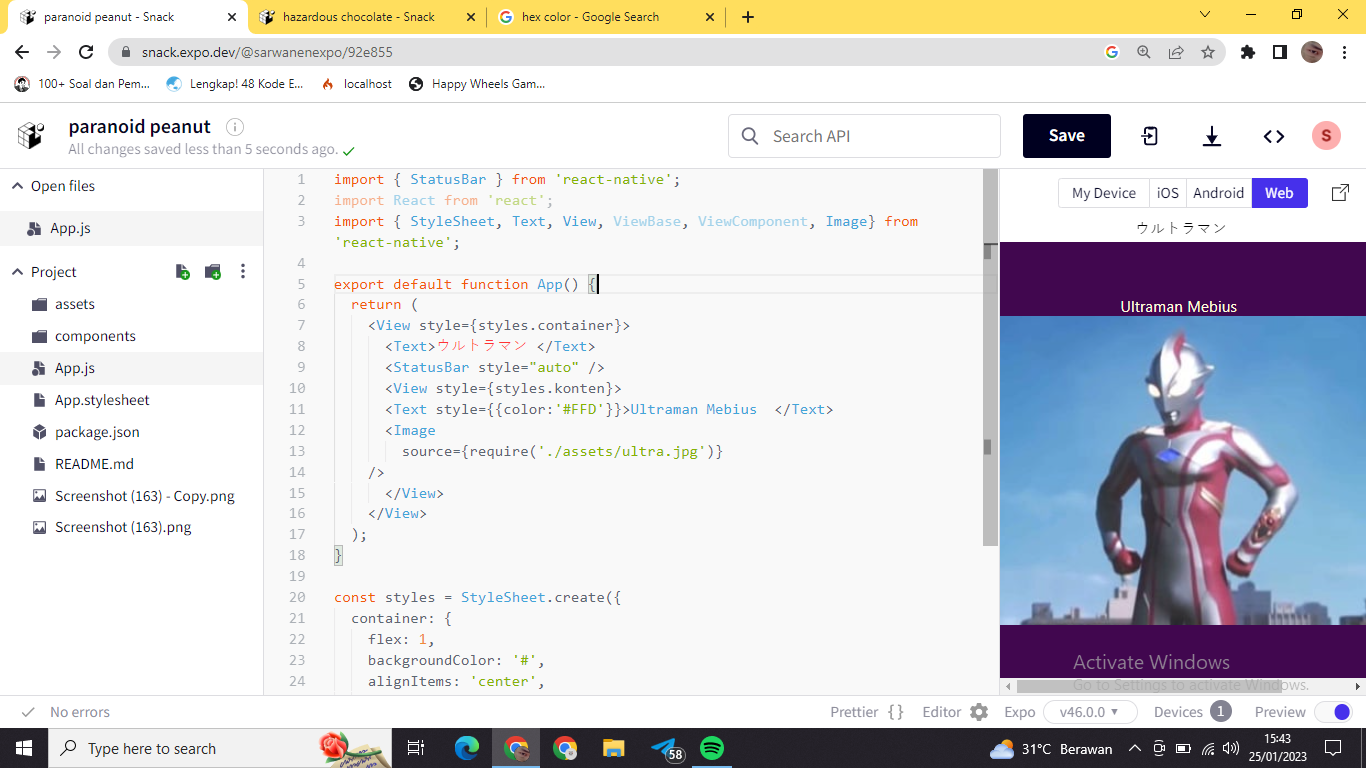 paranoid peanut - Snack
hazardous chocolate - Snack
hex color - Google Search
snack.expo.dev/@sarwanenexpo/92e855
100+ Soal dan Pem...
Lengkap! 48 Kode E...
localhost
Happy Wheels Gam...
paranoid peanut
All changes saved less than 5 seconds ago.
Search API
Save
S
Open files
App.js
Project
assets
components
App.js
App.stylesheet
package.json
README.md
Screenshot (163) - Copy.png
Screenshot (163).png
1 import { StatusBar } from 'react-native';
2 import React from 'react';
3 import { StyleSheet, Text, View, ViewBase, ViewComponent, Image} from
'react-native';
4
5 export default function App() {
6 return (
7 <View style={styles.container}>
8 <Text>ウルトラマン </Text>
9 <StatusBar style="auto" />
10 <View style={styles.konten}>
11 <Text style={{color:'#FFD'}}>Ultraman Mebius  </Text>
12 <Image
13 source={require('./assets/ultra.jpg')}
14 />
15 </View>
16 </View>
17 );
18 }
19
20 const styles = StyleSheet.create({
21 container: {
22 flex: 1,
23 backgroundColor: '#',
24 alignItems: 'center',
My Device
iOS
Android
Web
ウルトラマン
Ultraman Mebius
Activate Windows
Go to Settings to activate Windows.
No errors
Prettier { }
Editor
Expo
v46.0.0
Devices 1
Preview
Type here to search
58
31°C Berawan
15:43
25/01/2023